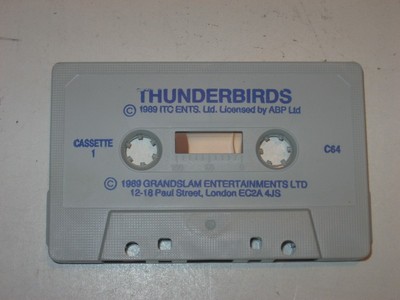 THUNDERBIRDS
© 1989 ITC ENTS. Ltd. Licensed by ABP Ltd
CASSETTE
1
C64
© 1989 GRANDSLAM ENTERTAINMENTS LTD
12-18 Paul Street, London EC2A 4JS